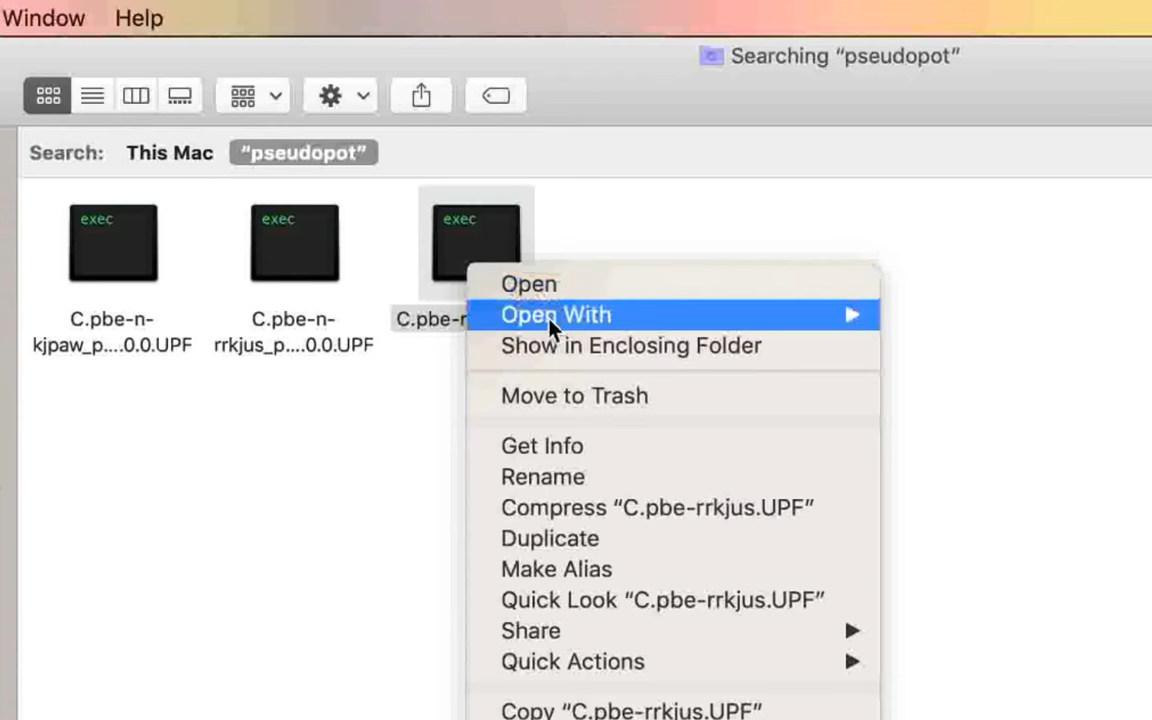 Window Help
Searching “pseudopot”
Search: This Mac “pseudopot”
exec
exec
exec
C.pbe-n-
kjpaw_p....0.0.UPF
C.pbe-n-
rrkjus_p....0.0.UPF
C.pbe-r
Open
Open With
Show in Enclosing Folder
Move to Trash
Get Info
Rename
Compress “C.pbe-rrkjus.UPF”
Duplicate
Make Alias
Quick Look “C.pbe-rrkjus.UPF”
Share
Quick Actions
Copy “C.pbe-rrkjus.UPF”